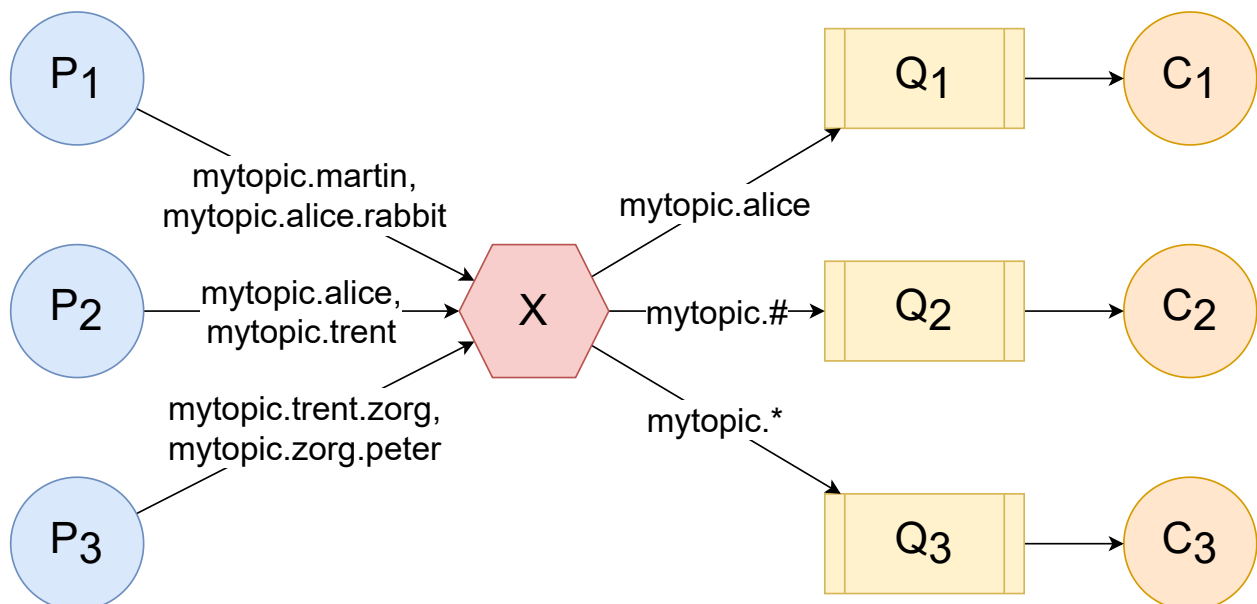 P1
Q1
C1
mytopic.martin,
mytopic.alice.rabbit
mytopic.alice
P2
mytopic.alice,
mytopic.trent
X
mytopic.#
Q2
C2
mytopic.trent.zorg,
mytopic.zorg.peter
mytopic.*
P3
Q3
C3